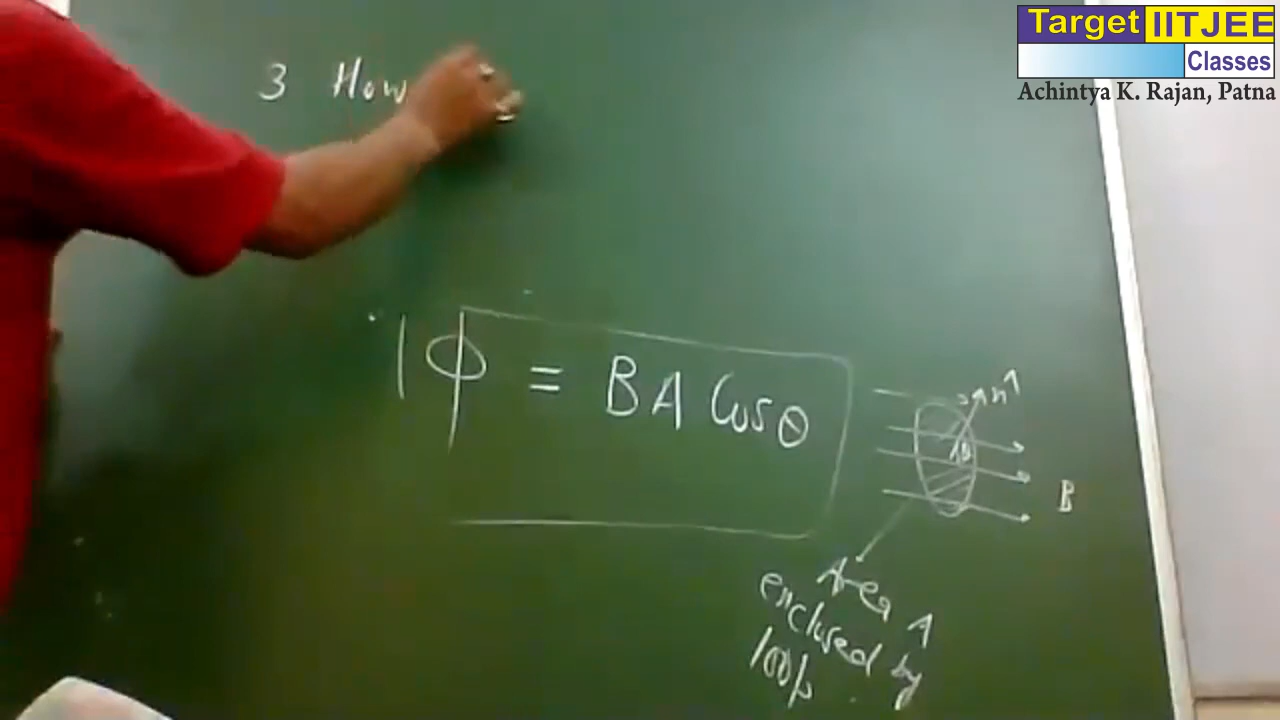 Target IITJEE
Classes
Achintya K. Rajan, Patna
3 How
ϕ = BA Cosθ
n^
θ
B
Area A
enclosed by
loop